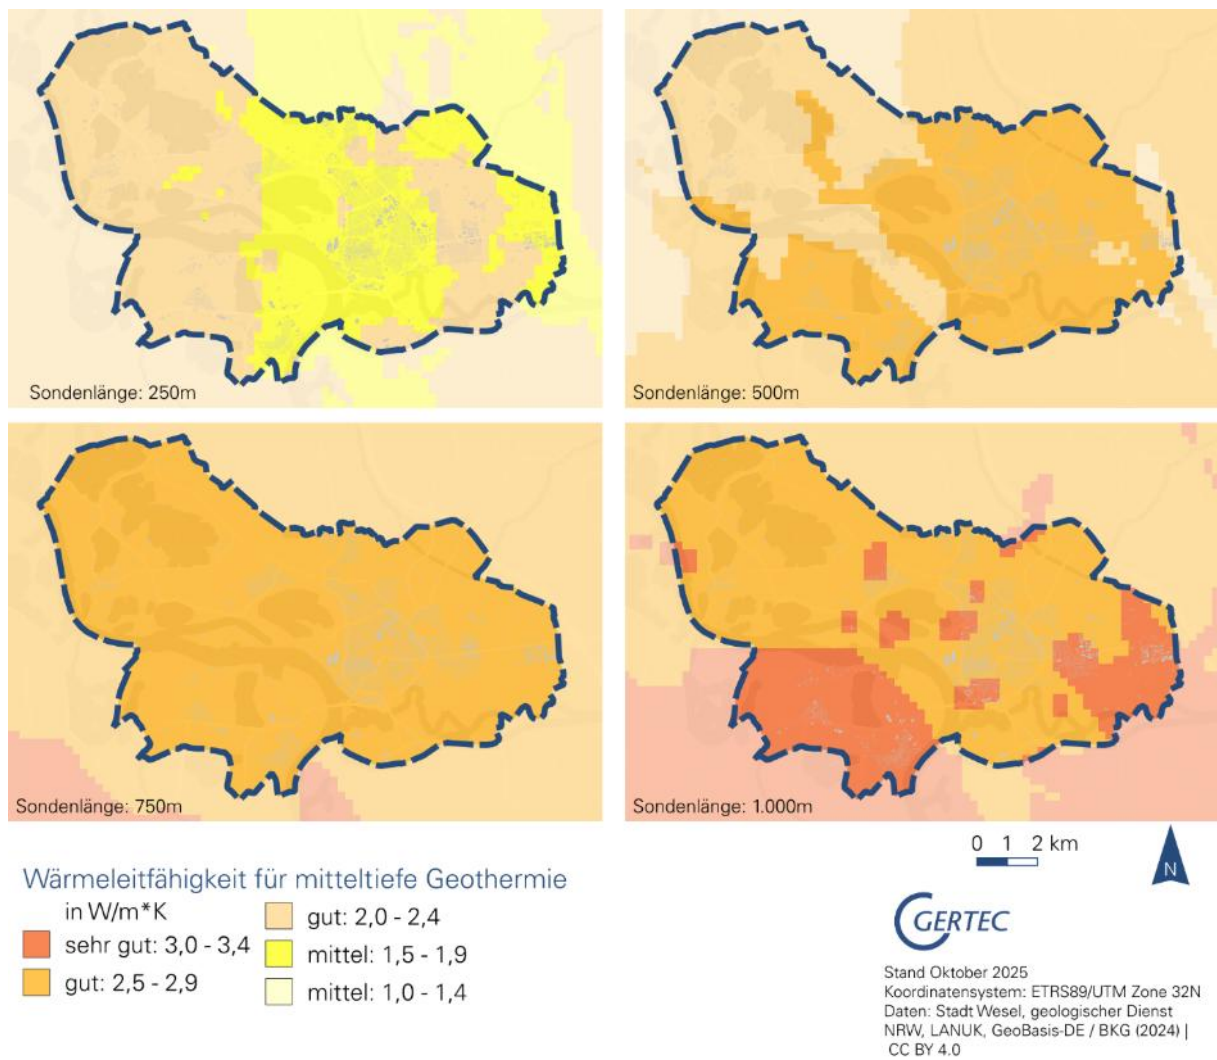 Sondenlänge: 250m
Sondenlänge: 500m
Sondenlänge: 750m
Sondenlänge: 1.000m
0 1 2 km
N
Wärmeleitfähigkeit für mitteltiefe Geothermie
in W/m*K
sehr gut: 3,0 - 3,4
gut: 2,5 - 2,9
gut: 2,0 - 2,4
mittel: 1,5 - 1,9
mittel: 1,0 - 1,4
GERTEC
Stand Oktober 2025
Koordinatensystem: ETRS89/UTM Zone 32N
Daten: Stadt Wesel, geologischer Dienst
NRW, LANUK, GeoBasis-DE / BKG (2024) |
CC BY 4.0